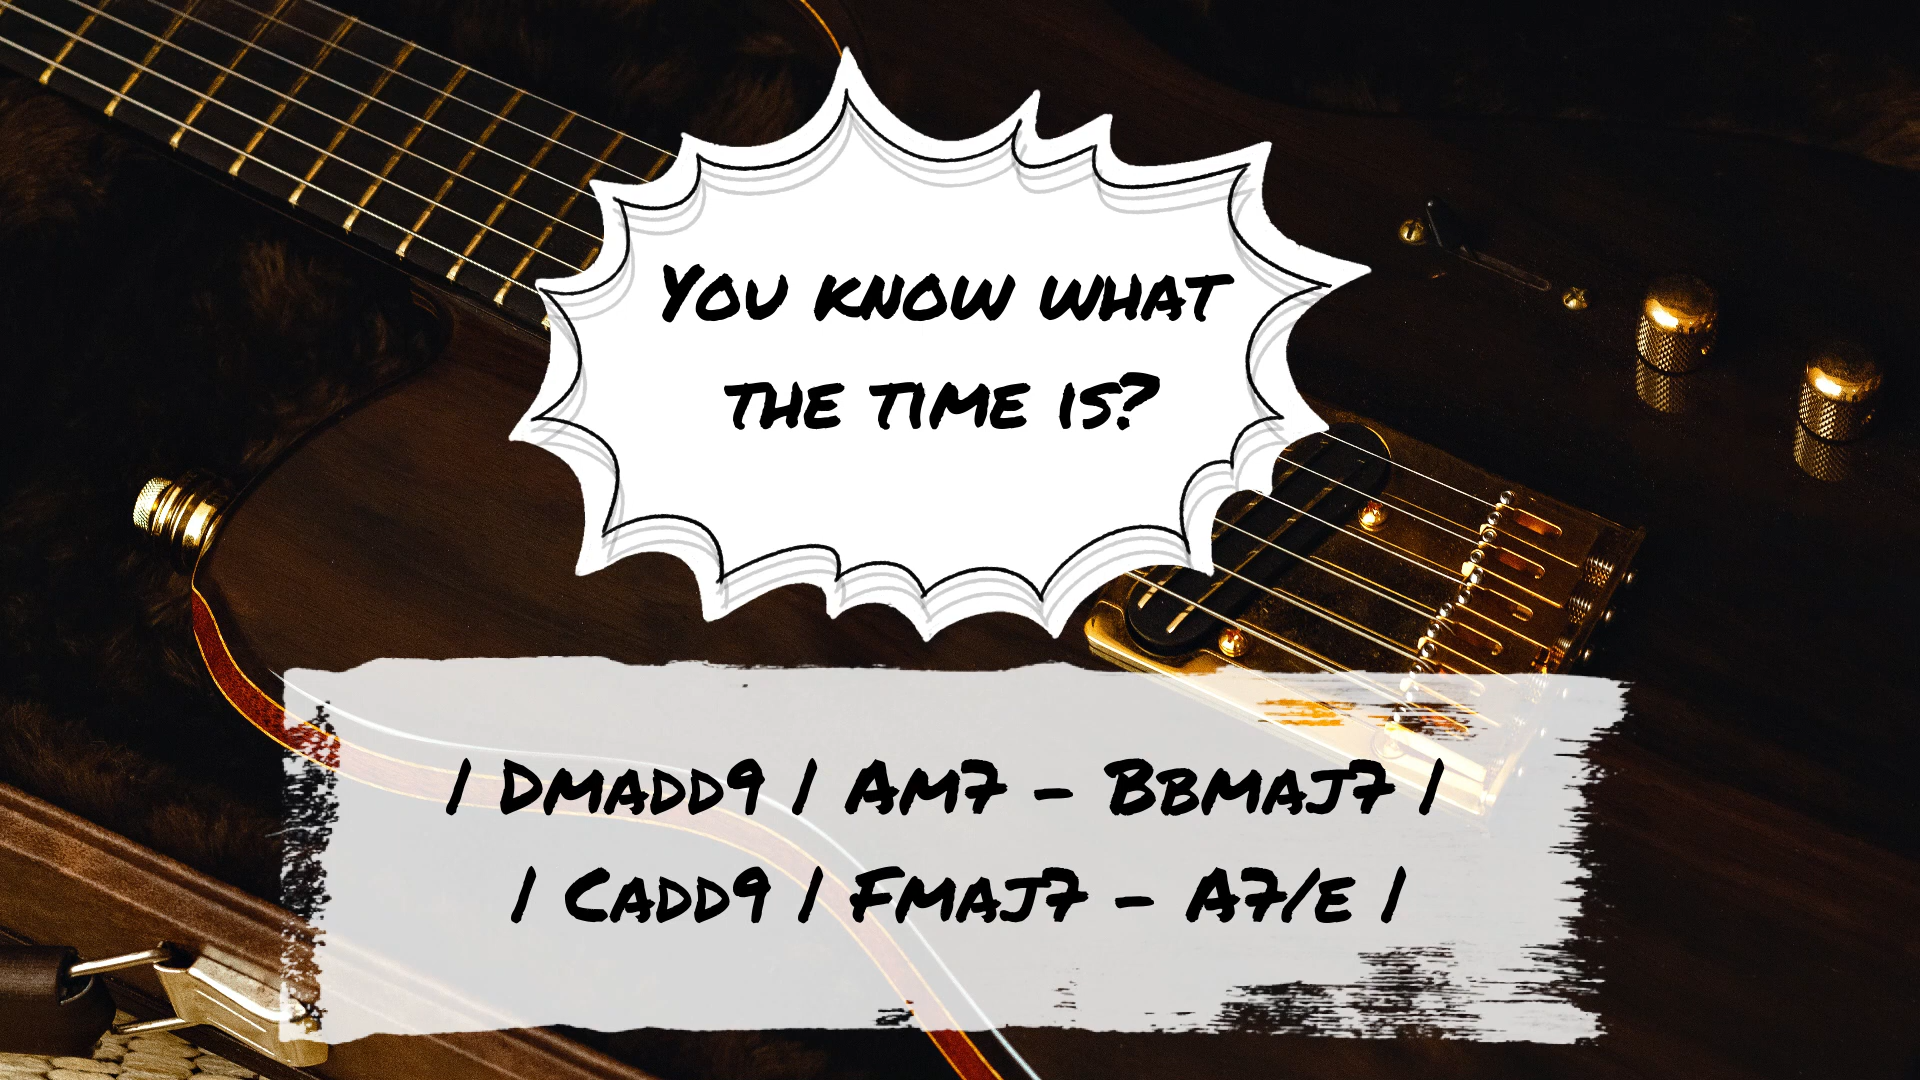 You know what
the time is?
| Dmadd9 | Am7 - Bbmaj7 |
| Cadd9 | Fmaj7 - A7/E |